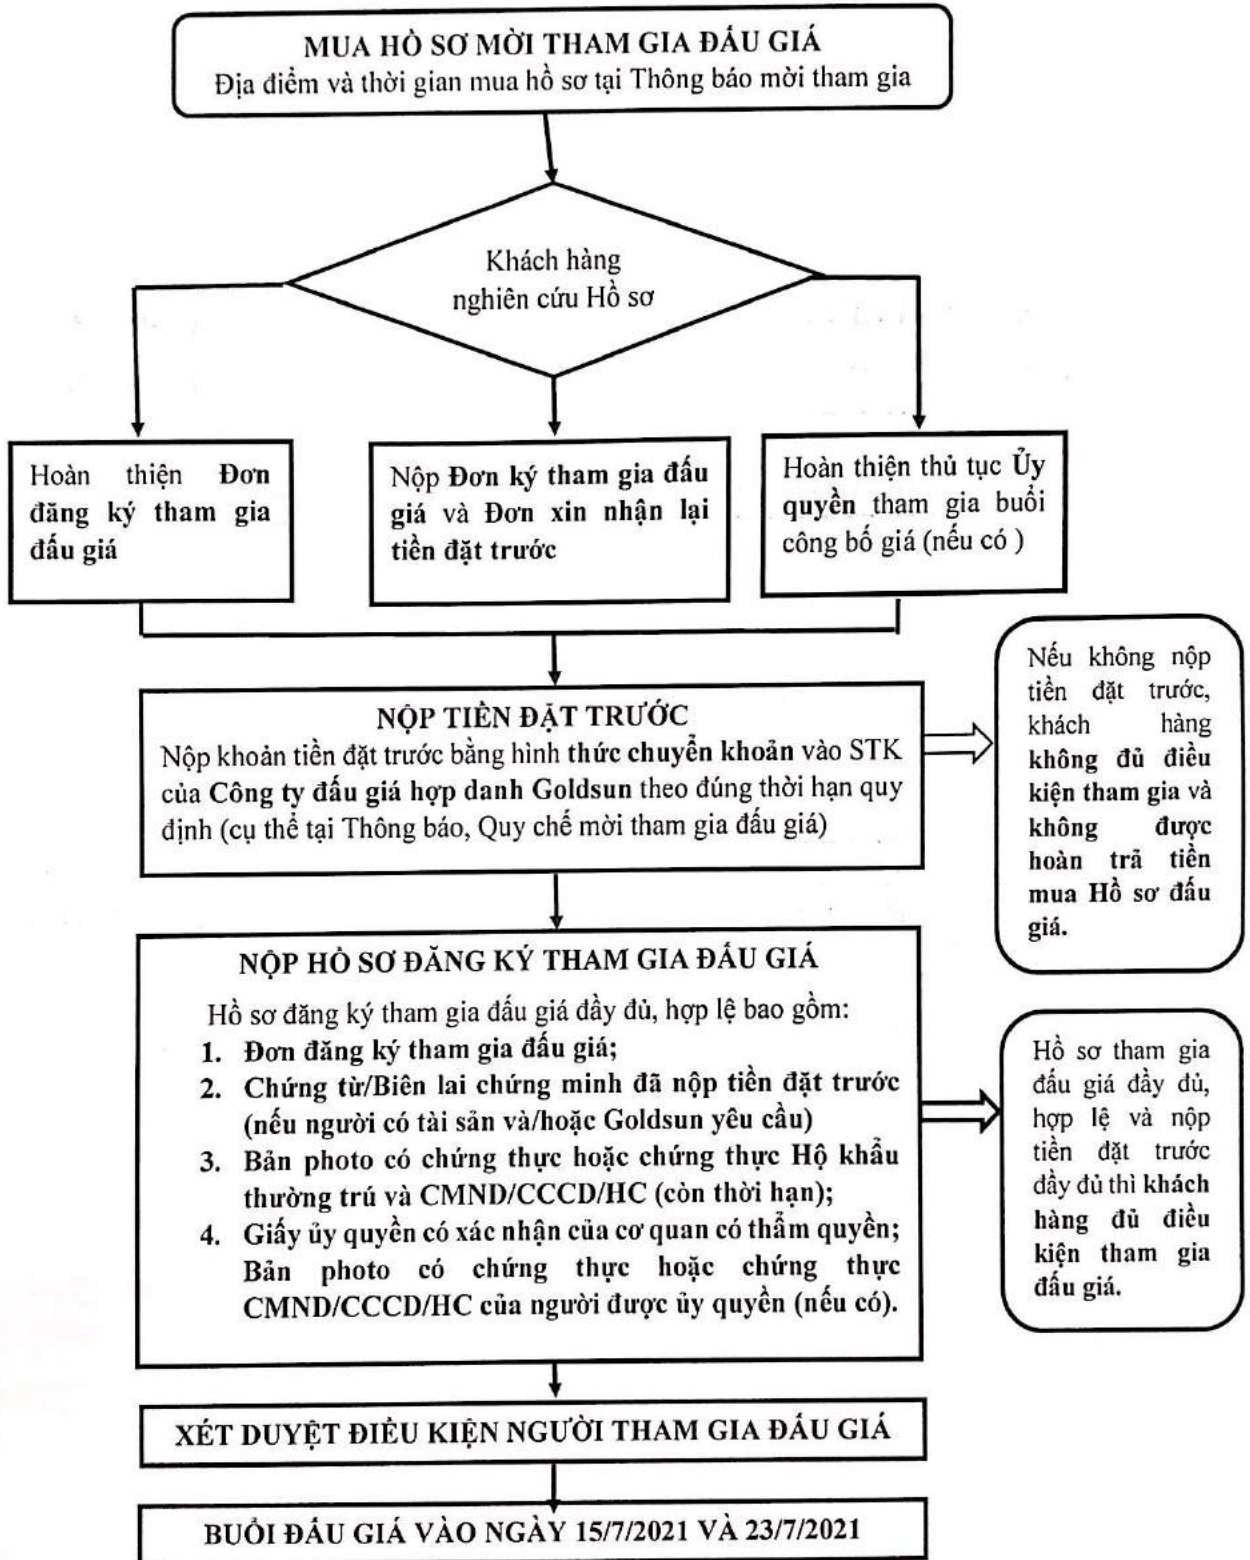 MUA HỒ SƠ MỜI THAM GIA ĐẤU GIÁ
Địa điểm và thời gian mua hồ sơ tại Thông báo mời tham gia
Khách hàng
nghiên cứu Hồ sơ
Hoàn thiện Đơn
đăng ký tham gia
đấu giá
Nộp Đơn ký tham gia đấu
giá và Đơn xin nhận lại
tiền đặt trước
Hoàn thiện thủ tục Ủy
quyền tham gia buổi
công bố giá (nếu có )
NỘP TIỀN ĐẶT TRƯỚC
Nộp khoản tiền đặt trước bằng hình thức chuyển khoản vào STK
của Công ty đấu giá hợp danh Goldsun theo đúng thời hạn quy
định (cụ thể tại Thông báo, Quy chế mời tham gia đấu giá)
Nếu không nộp
tiền đặt trước,
khách hàng
không đủ điều
kiện tham gia và
không được
hoàn trả tiền
mua Hồ sơ đấu
giá.
NỘP HỒ SƠ ĐĂNG KÝ THAM GIA ĐẤU GIÁ
Hồ sơ đăng ký tham gia đấu giá đầy đủ, hợp lệ bao gồm:
1. Đơn đăng ký tham gia đấu giá;
2. Chứng từ/Biên lai chứng minh đã nộp tiền đặt trước
(nếu người có tài sản và/hoặc Goldsun yêu cầu)
3. Bản photo có chứng thực hoặc chứng thực Hộ khẩu
thường trú và CMND/CCCD/HC (còn thời hạn);
4. Giấy ủy quyền có xác nhận của cơ quan có thẩm quyền;
Bản photo có chứng thực hoặc chứng thực
CMND/CCCD/HC của người được ủy quyền (nếu có).
Hồ sơ tham gia
đấu giá đầy đủ,
hợp lệ và nộp
tiền đặt trước
đầy đủ thì khách
hàng đủ điều
kiện tham gia
đấu giá.
XÉT DUYỆT ĐIỀU KIỆN NGƯỜI THAM GIA ĐẤU GIÁ
BUỔI ĐẤU GIÁ VÀO NGÀY 15/7/2021 VÀ 23/7/2021